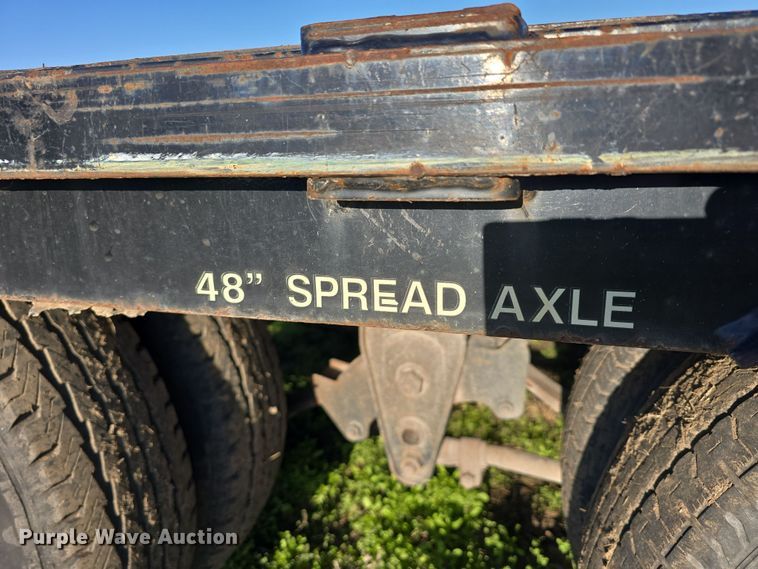 48” SPREAD AXLE
Purple Wave Auction